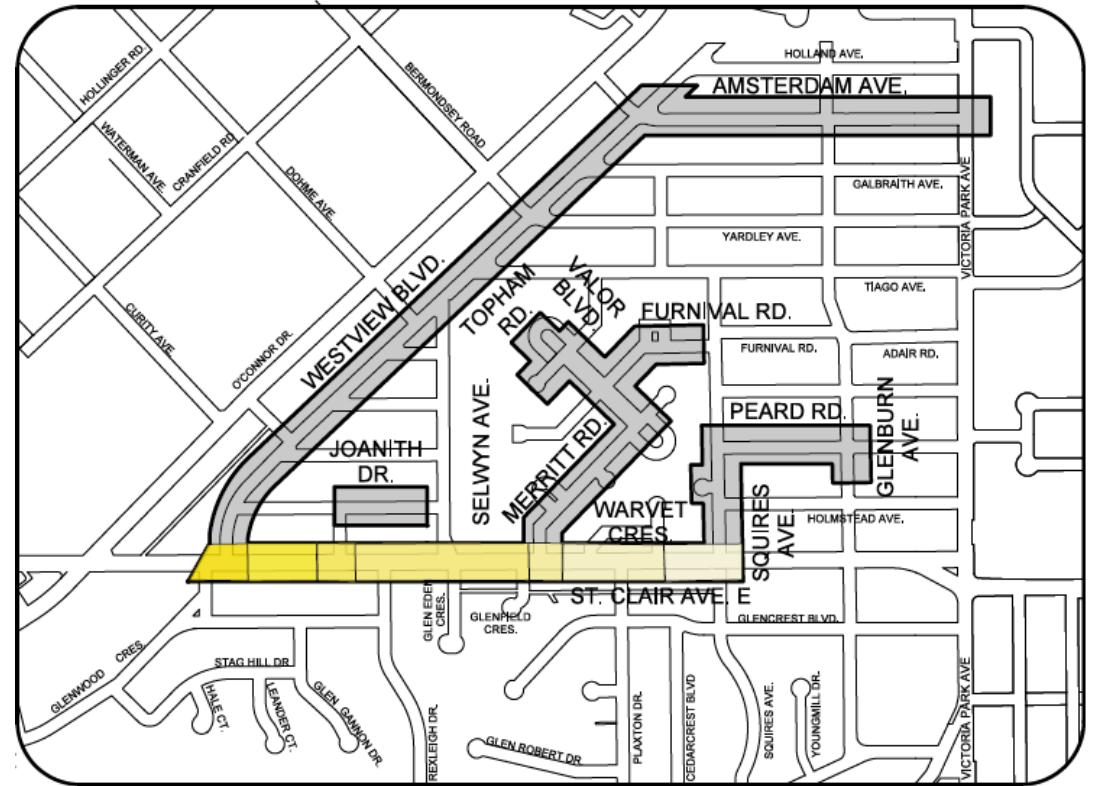 HOLLINGER RD.
BERMONDSEY ROAD
HOLLAND AVE.
AMSTERDAM AVE,
WATERMAN AVE.
CRANFIELD RD
DOHME AVE.
GALBRAITH AVE.
VICTORIA PARK AVE
YARDLEY AVE.
WESTVIEW BLVD.
TOPHAM
RD.
VALOR
BLVD.
TIAGO AVE.
CURITY AVE.
O'CONNOR DR.
FURNIVAL RD.
FURNIVAL RD.
ADAIR RD.
SELWYN AVE.
MERRITT RD.
PEARD RD.
GLENBURN
AVE.
JOANITH
DR.
WARVET
CRES.
SQUIRES
AVE.
HOLMSTEAD AVE.
ST. CLAIR AVE. E
GLEN EDEN
CRES.
GLENFIELD
CRES.
GLENCREST BLVD.
GLENWOOD CRES.
STAG HILL DR
HALE CT.
LEANDER CT.
GLEN GANNON DR.
REXLEIGH DR.
GLEN ROBERT DR
PLAXTON DR.
CEDARCREST BLVD
SQUIRES AVE.
YOUNGMILL DR.
VICTORIA PARK AVE